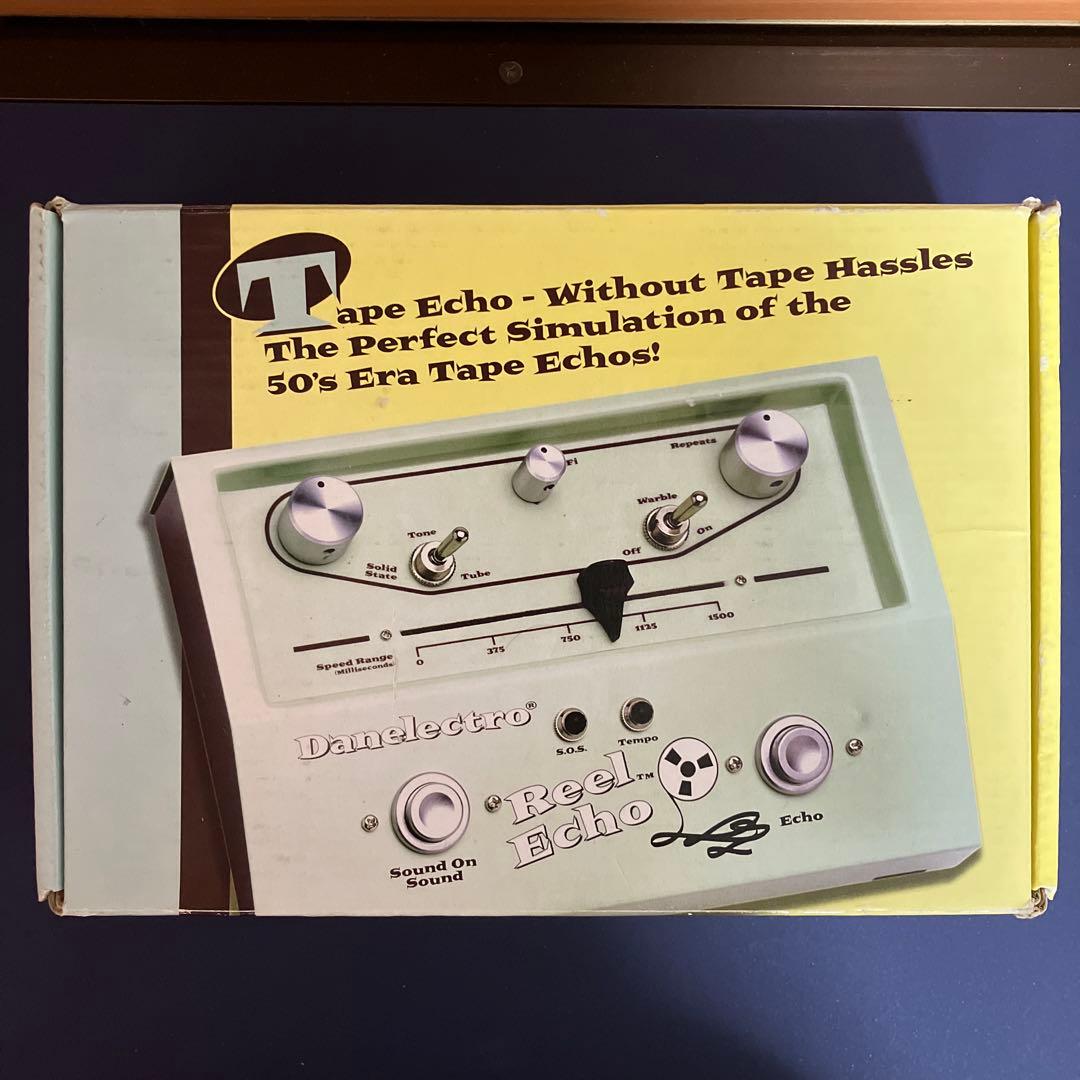 Tape Echo - Without Tape Hassles
The Perfect Simulation of the
50's Era Tape Echos!
Repeats
Fi
Warble
On
Off
Tone
Solid
State
Tube
Speed Range
(Milliseconds)
0 375 750 1125 1500
Danelectro®
S.O.S.
Tempo
Reel™
Echo
Sound On
Sound
Echo